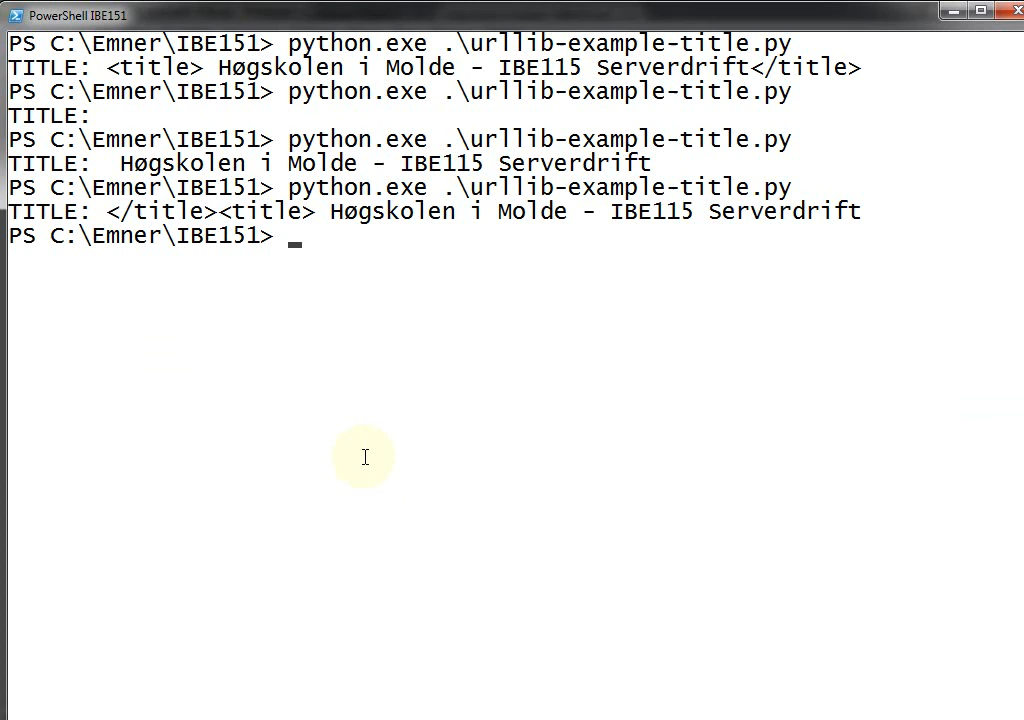 PowerShell IBE151
PS C:\Emner\IBE151> python.exe .\urllib-example-title.py
TITLE: <title> Høgskolen i Molde - IBE115 Serverdrift</title>
PS C:\Emner\IBE151> python.exe .\urllib-example-title.py
TITLE:
PS C:\Emner\IBE151> python.exe .\urllib-example-title.py
TITLE:  Høgskolen i Molde - IBE115 Serverdrift
PS C:\Emner\IBE151> python.exe .\urllib-example-title.py
TITLE: </title><title> Høgskolen i Molde - IBE115 Serverdrift
PS C:\Emner\IBE151>